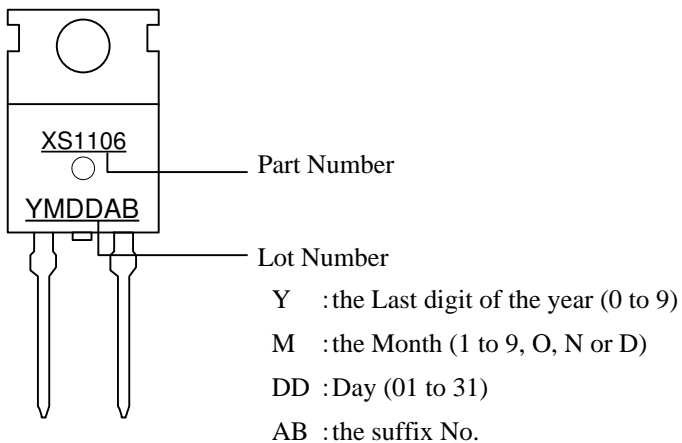 XS1106
Part Number
YMDDAB
Lot Number
Y : the Last digit of the year (0 to 9)
M : the Month (1 to 9, O, N or D)
DD : Day (01 to 31)
AB : the suffix No.